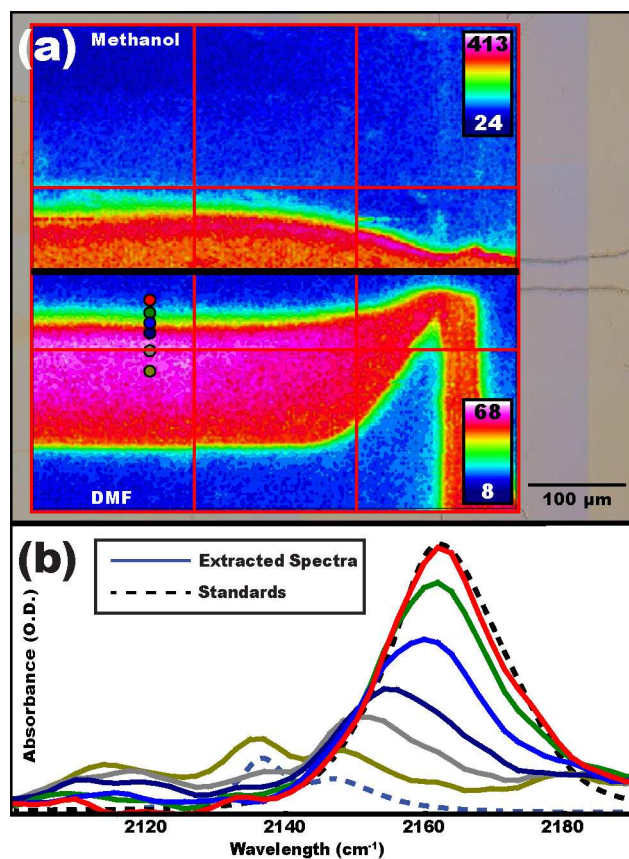 (a)
Methanol
413
24
DMF
68
8
100 µm
(b)
Extracted Spectra
Standards
Absorbance (O.D.)
2120 2140 2160 2180
Wavelength (cm⁻¹)